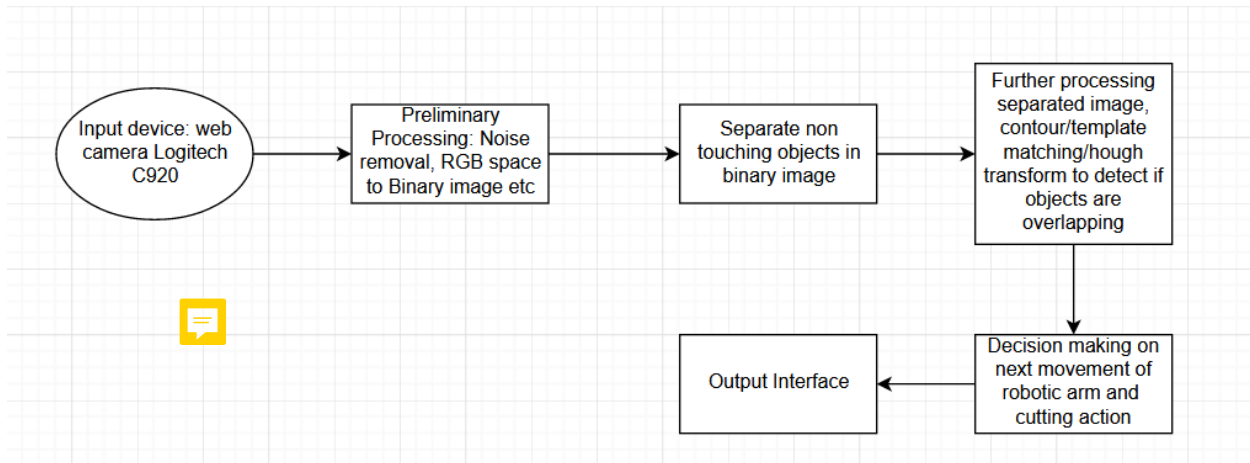 Input device: web
camera Logitech
C920
Preliminary
Processing: Noise
removal, RGB space
to Binary image etc
Separate non
touching objects in
binary image
Further processing
separated image,
contour/template
matching/hough
transform to detect if
objects are
overlapping
Decision making on
next movement of
robotic arm and
cutting action
Output Interface